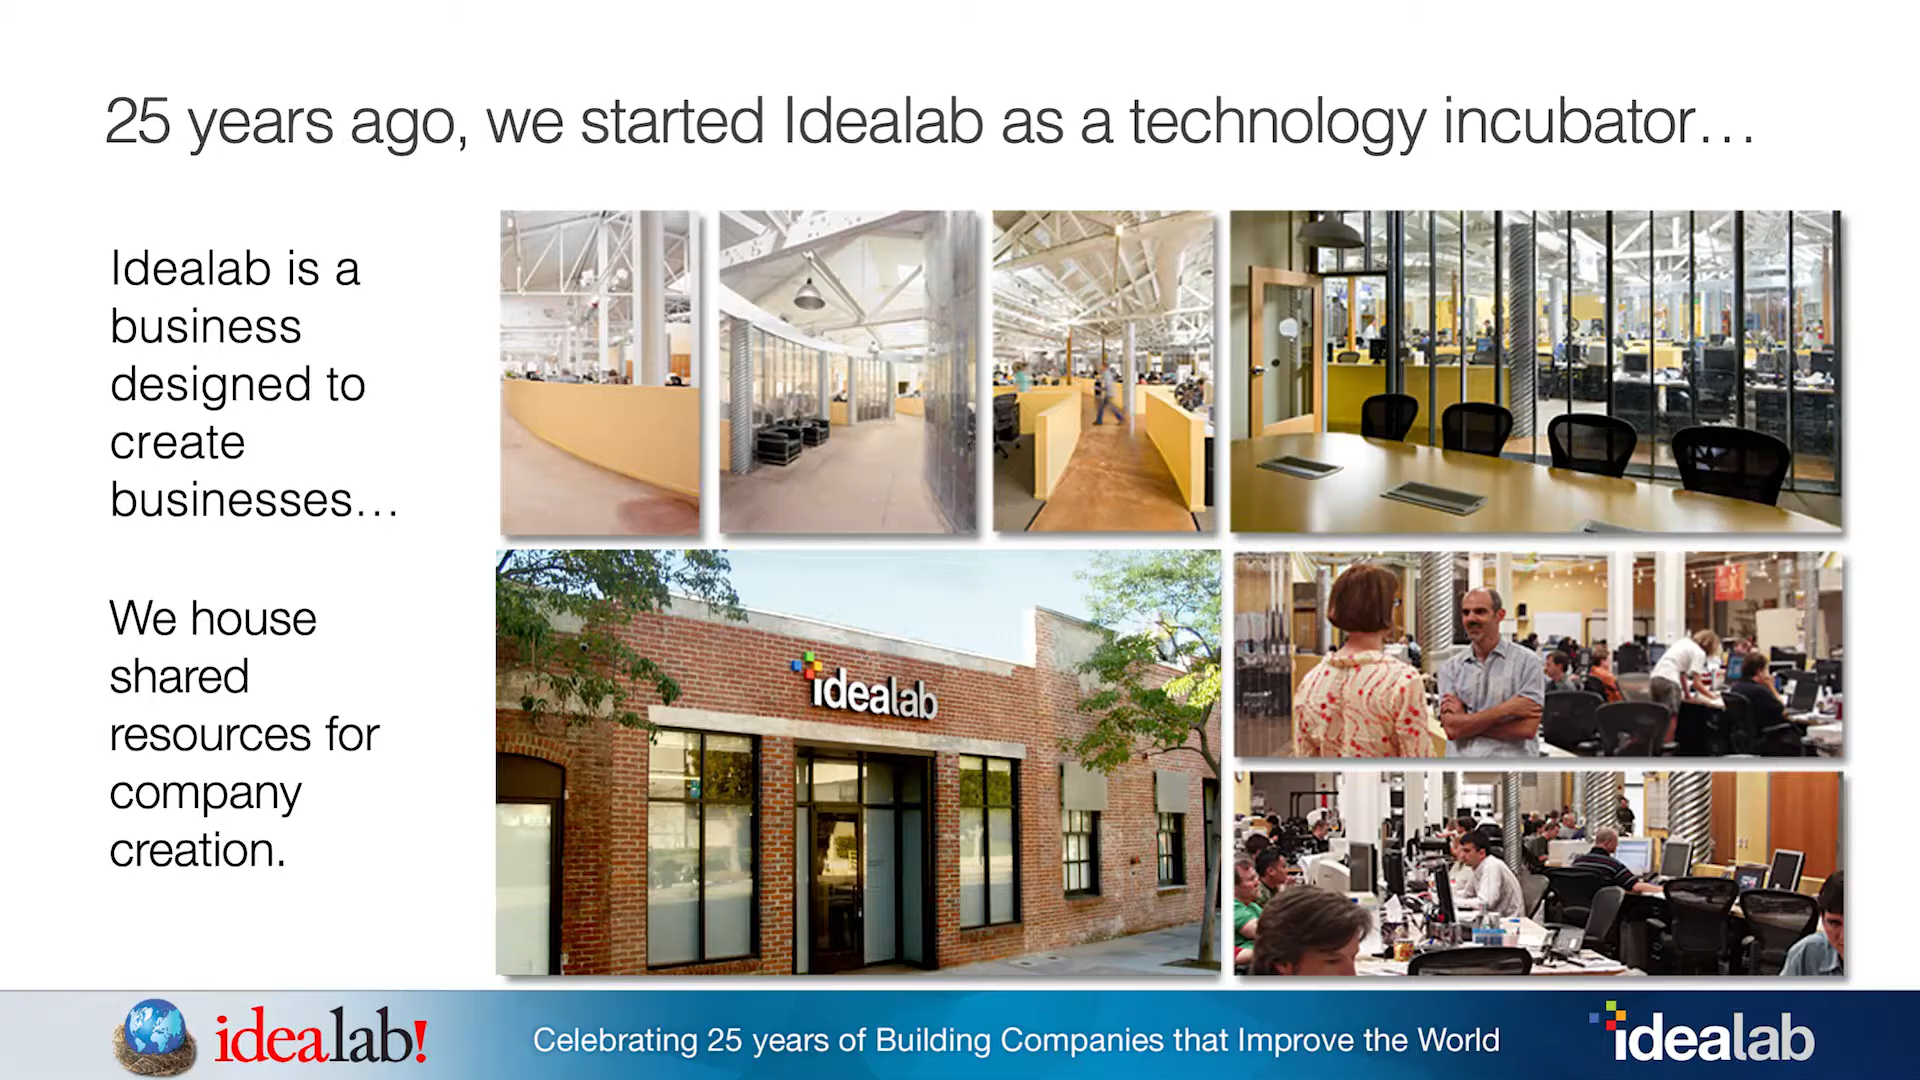 25 years ago, we started Idealab as a technology incubator…
Idealab is a
business
designed to
create
businesses…
We house
shared
resources for
company
creation.
idealab
idealab!
Celebrating 25 years of Building Companies that Improve the World
idealab